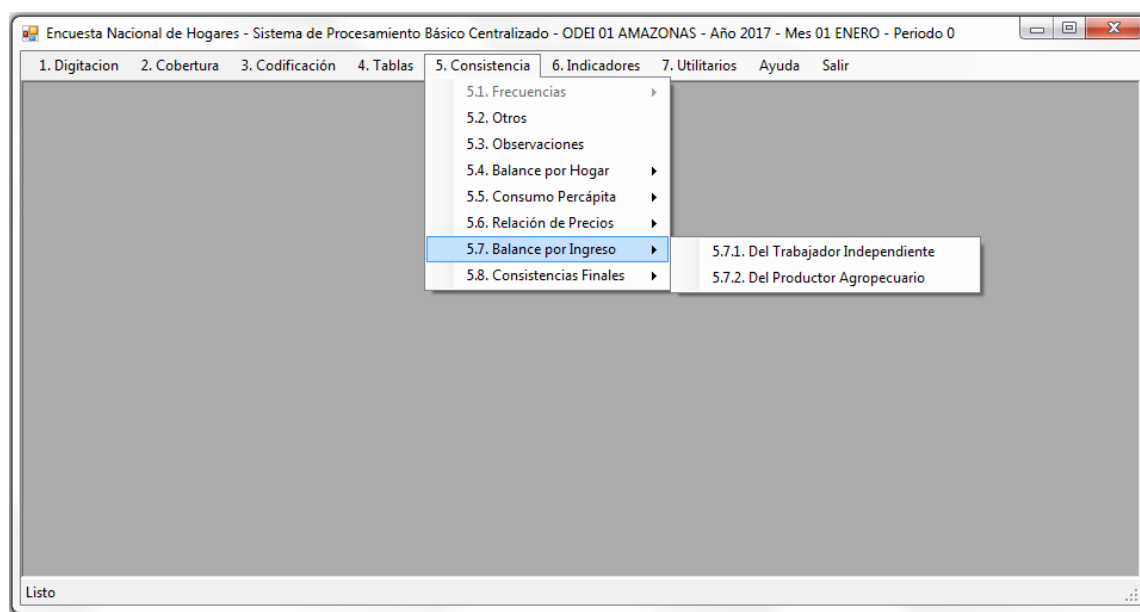 Encuesta Nacional de Hogares - Sistema de Procesamiento Básico Centralizado - ODEI 01 AMAZONAS - Año 2017 - Mes 01 ENERO - Periodo 0
1. Digitacion 2. Cobertura 3. Codificación 4. Tablas 5. Consistencia 6. Indicadores 7. Utilitarios Ayuda Salir
5.1. Frecuencias
5.2. Otros
5.3. Observaciones
5.4. Balance por Hogar
5.5. Consumo Percápita
5.6. Relación de Precios
5.7. Balance por Ingreso
5.8. Consistencias Finales
5.7.1. Del Trabajador Independiente
5.7.2. Del Productor Agropecuario
Listo